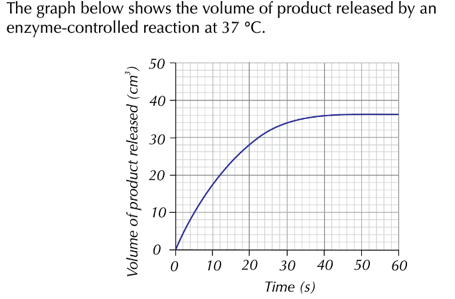 The graph below shows the volume of product released by an
enzyme-controlled reaction at 37 °C.
Volume of product released (cm³)
50
40
30
20
10
0
0 10 20 30 40 50 60
Time (s)